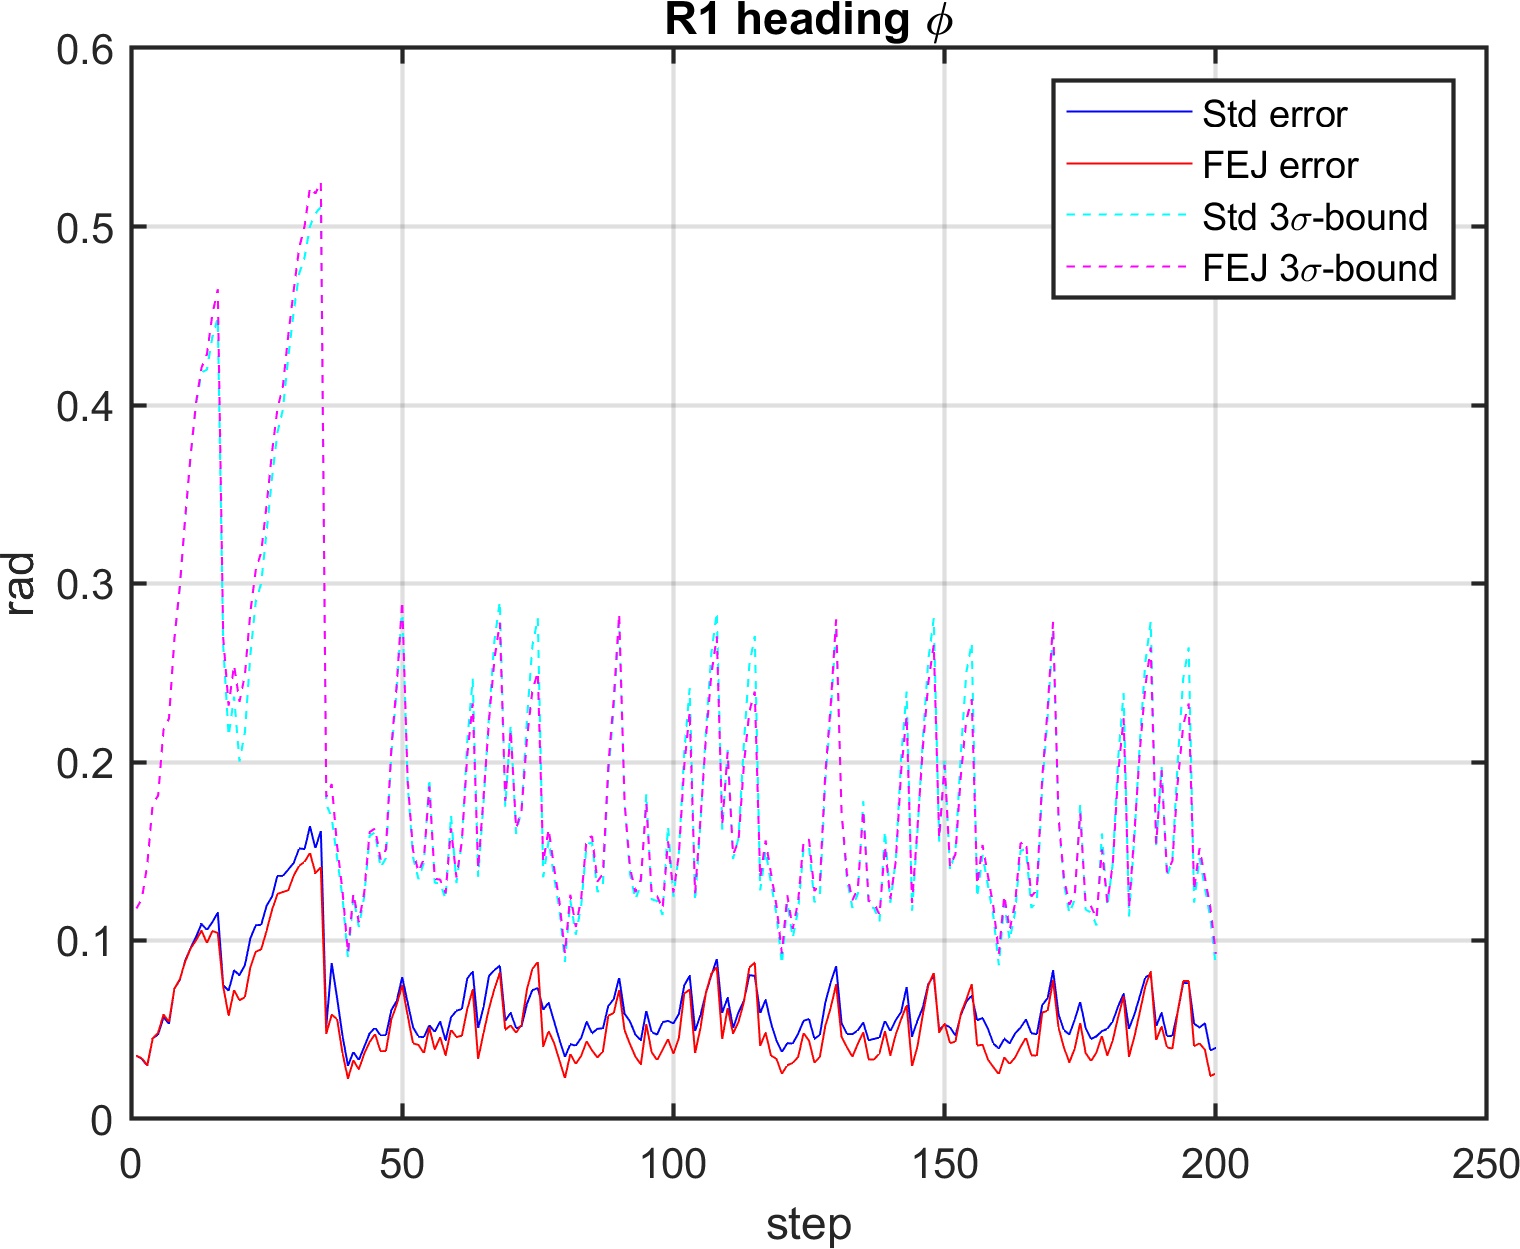 R1 heading ϕ
0.6
0.5
0.4
0.3
0.2
0.1
0
rad
Std error
FEJ error
Std 3σ-bound
FEJ 3σ-bound
0 50 100 150 200 250
step